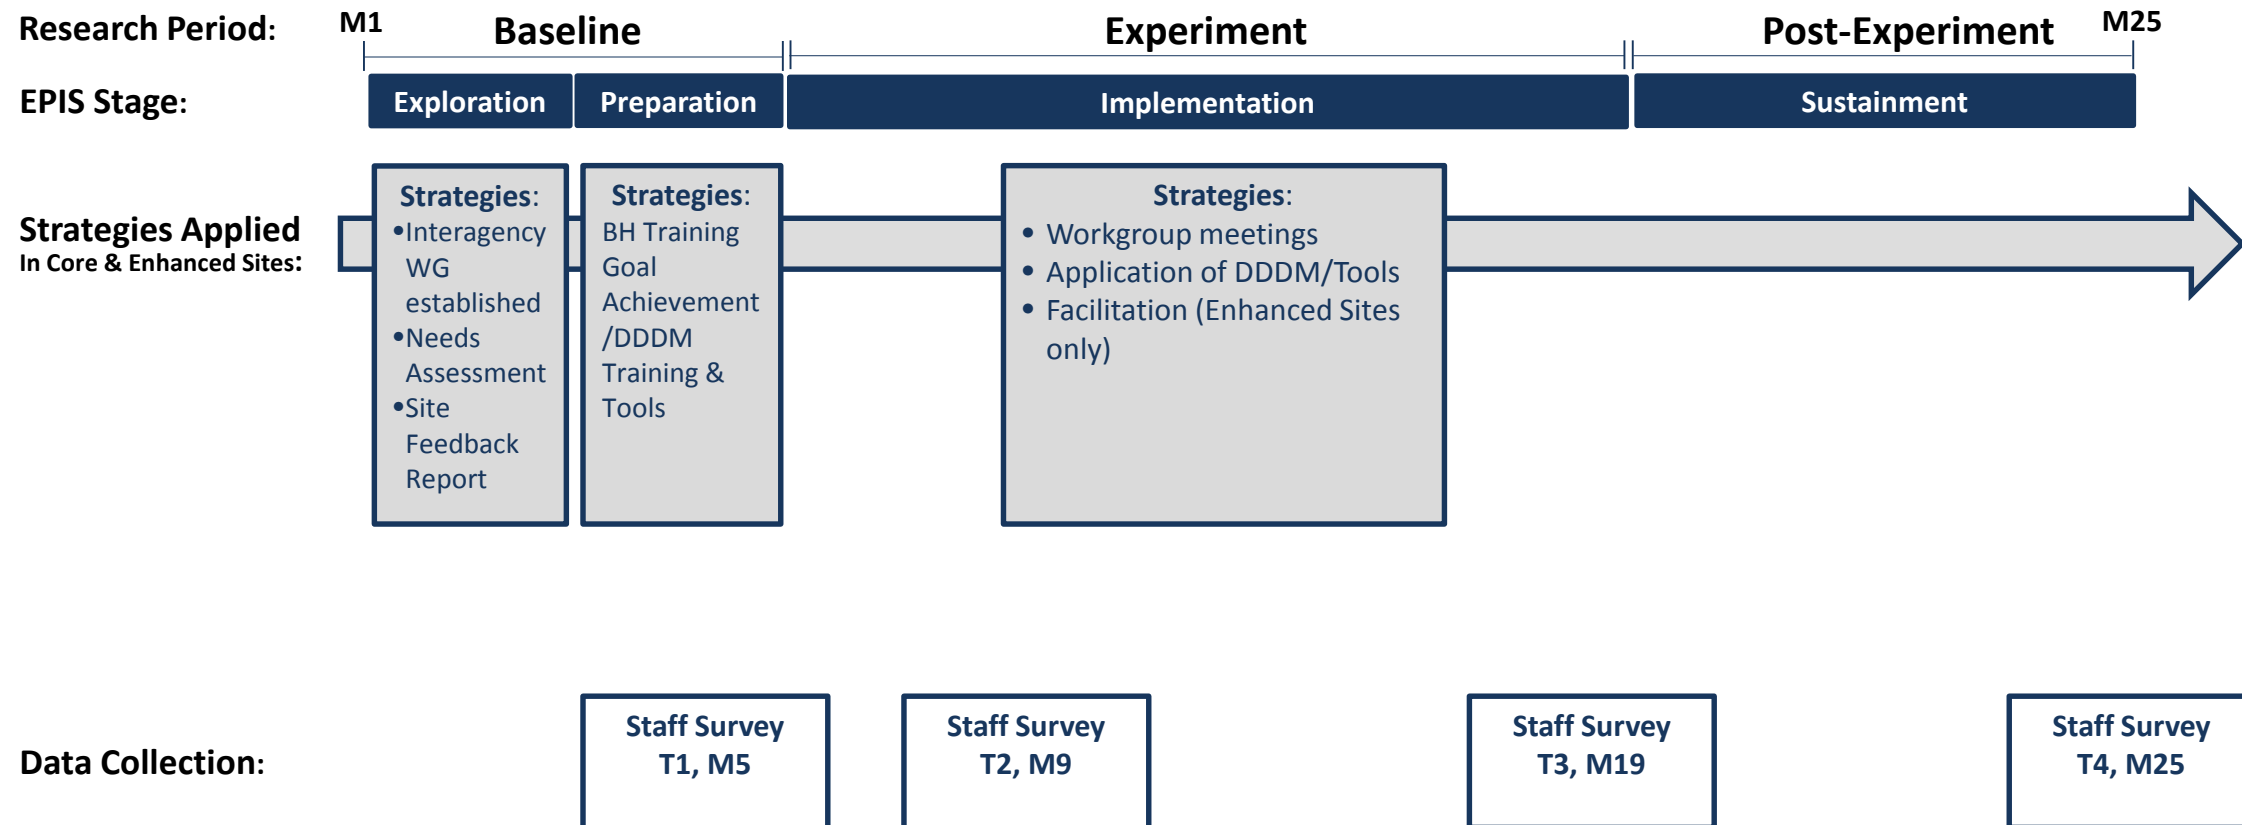 Research Period: M1 Baseline Experiment Post-Experiment M25
EPIS Stage: Exploration Preparation Implementation Sustainment
Strategies Applied
In Core & Enhanced Sites:
Strategies:
•Interagency
WG
established
•Needs
Assessment
•Site
Feedback
Report
Strategies:
BH Training
Goal
Achievement
/DDDM
Training &
Tools
Strategies:
• Workgroup meetings
• Application of DDDM/Tools
• Facilitation (Enhanced Sites
only)
Data Collection:
Staff Survey
T1, M5
Staff Survey
T2, M9
Staff Survey
T3, M19
Staff Survey
T4, M25